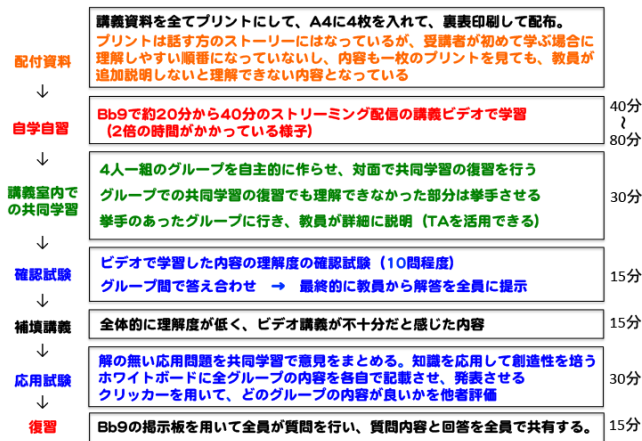 講義資料を全てプリントにして、A4に4枚を入れて、裏表印刷して配布。
プリントは話す方のストーリーにはなっているが、受講者が初めて学ぶ場合に
理解しやすい順番になっていないし、内容も一枚のプリントを見ても、教員が
追加説明しないと理解できない内容となっている
配付資料
↓
自学自習
Bb9で約20分から40分のストリーミング配信の講義ビデオで学習
（2倍の時間がかかっている様子）
40分
〜
80分
↓
講義室内で
の共同学習
4人一組のグループを自主的に作らせ、対面で共同学習の復習を行う
グループでの共同学習の復習でも理解できなかった部分は挙手させる
挙手のあったグループに行き、教員が詳細に説明（TAを活用できる）
30分
↓
確認試験
ビデオで学習した内容の理解度の確認試験（10問程度）
グループ間で答え合わせ　→　最終的に教員から解答を全員に提示
15分
↓
補填講義
全体的に理解度が低く、ビデオ講義が不十分だと感じた内容
15分
↓
応用試験
解の無い応用問題を共同学習で意見をまとめる。知識を応用して創造性を培う
ホワイトボードに全グループの内容を各自で記載させ、発表させる
クリッカーを用いて、どのグループの内容が良いかを他者評価
30分
↓
復習
Bb9の掲示板を用いて全員が質問を行い、質問内容と回答を全員で共有する。
15分